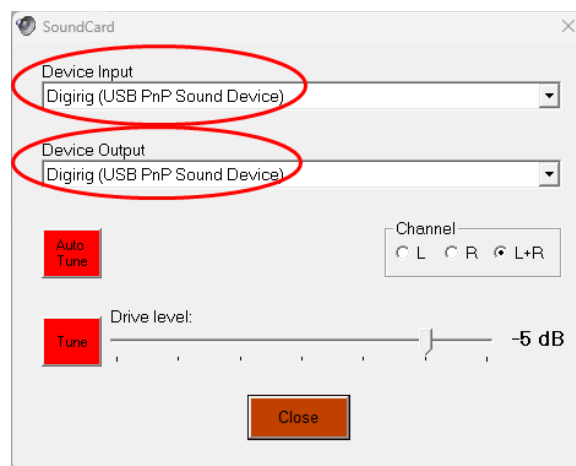 SoundCard
Device Input
Digirig (USB PnP Sound Device)
Device Output
Digirig (USB PnP Sound Device)
Auto
Tune
Channel
L R L+R
Drive level:
Tune
-5 dB
Close